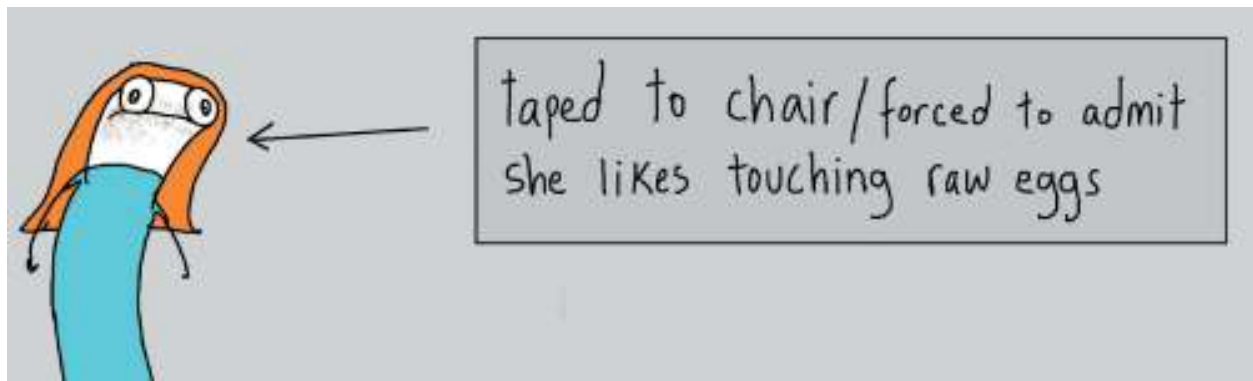 taped to chair/forced to admit
she likes touching raw eggs